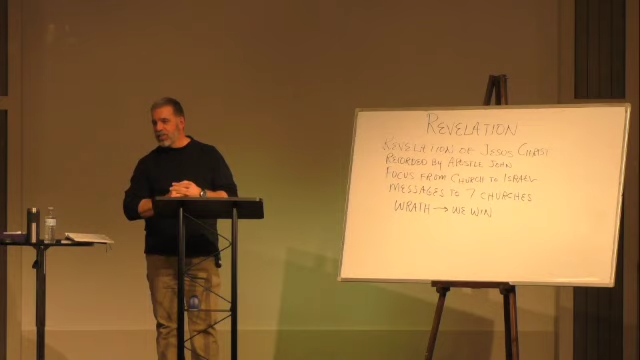 REVELATION
REVELATION OF JESUS CHRIST
RECORDED BY APOSTLE JOHN
FOCUS FROM CHURCH TO ISRAEL
MESSAGES TO 7 CHURCHES
WRATH → WE WIN